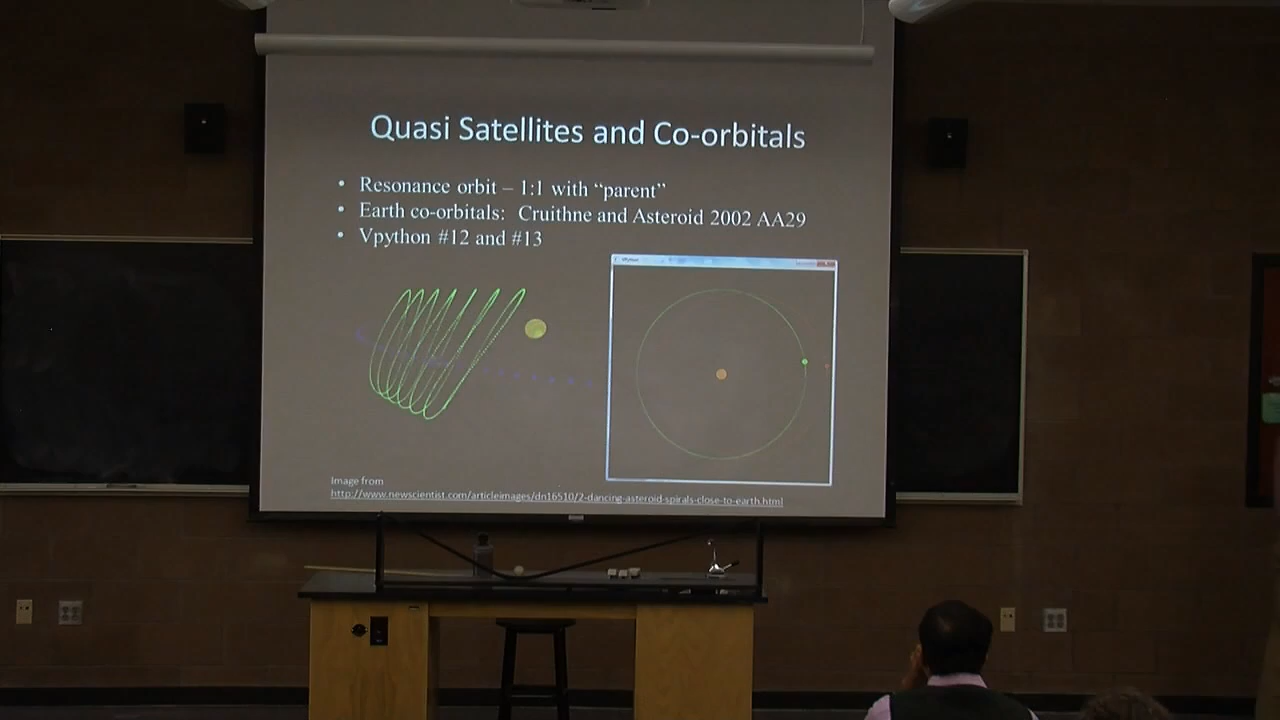 Quasi Satellites and Co-orbitals
• Resonance orbit – 1:1 with “parent”
• Earth co-orbitals: Cruithne and Asteroid 2002 AA29
• Vpython #12 and #13
Image from
http://www.newscientist.com/articleimages/dn16510/2-dancing-asteroid-spirals-close-to-earth.html